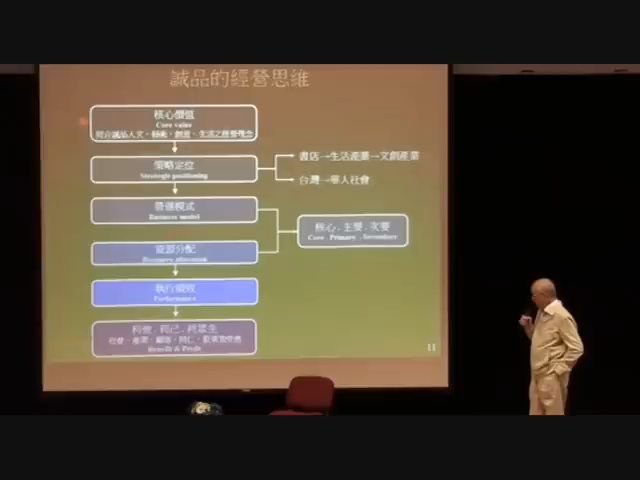 誠品的經營思維
核心價值
Core value
結合誠品人文、藝術、創意、生活之經營理念
策略定位
Strategic positioning
書店→生活產業→文創產業
台灣→華人社會
營運模式
Business model
核心、主要、次要
Core、Primary、Secondary
資源分配
Resource allocation
執行績效
Performance
利他、利己、利眾生
Benefit & Profit
11